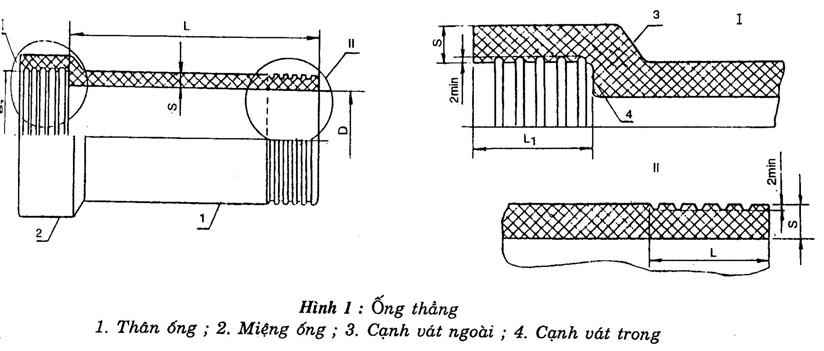 I
L
II
S
D
1
2
S
2min
3
I
4
L1
II
2min
S
L
Hình 1 : Ống thẳng
1. Thân ống ; 2. Miệng ống ; 3. Cạnh vát ngoài ; 4. Cạnh vát trong